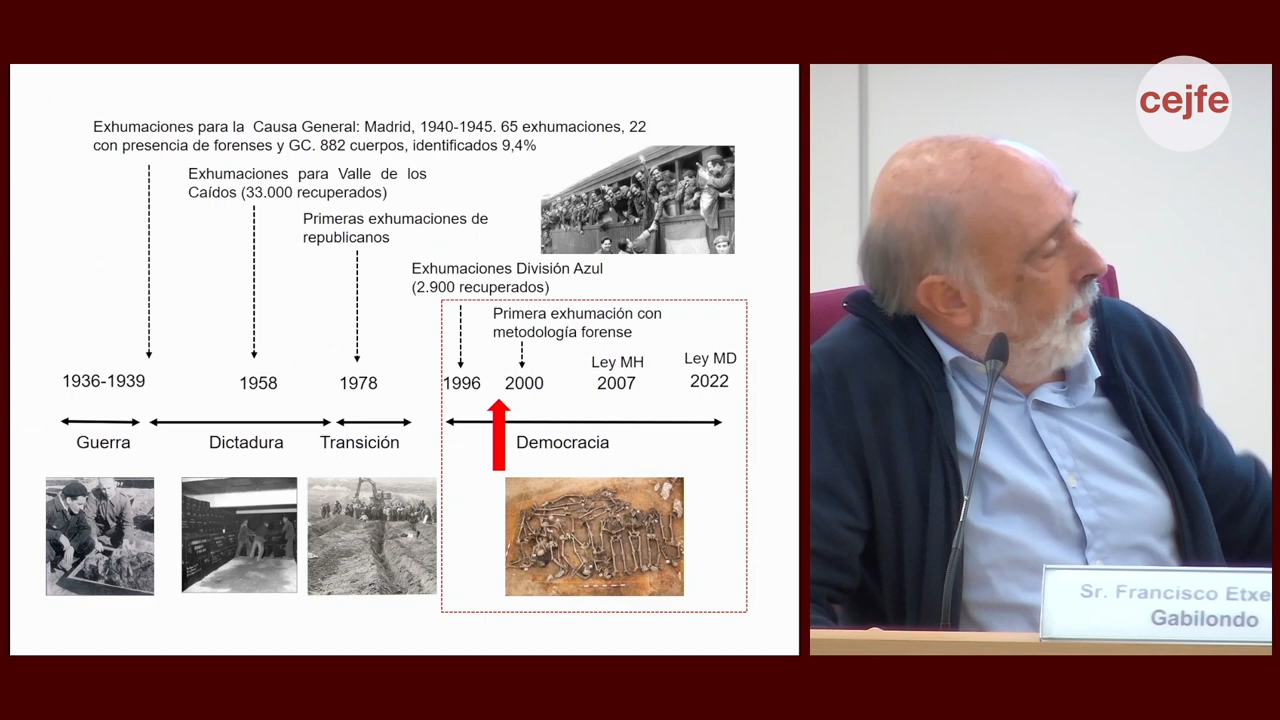 cejfe
Exhumaciones para la Causa General: Madrid, 1940-1945. 65 exhumaciones, 22
con presencia de forenses y GC. 882 cuerpos, identificados 9,4%
Exhumaciones para Valle de los
Caídos (33.000 recuperados)
Primeras exhumaciones de
republicanos
Exhumaciones División Azul
(2.900 recuperados)
Primera exhumación con
metodología forense
Ley MH
Ley MD
1936-1939
1958
1978
1996
2000
2007
2022
Guerra
Dictadura
Transición
Democracia
Sr. Francisco Etxe
Gabilondo